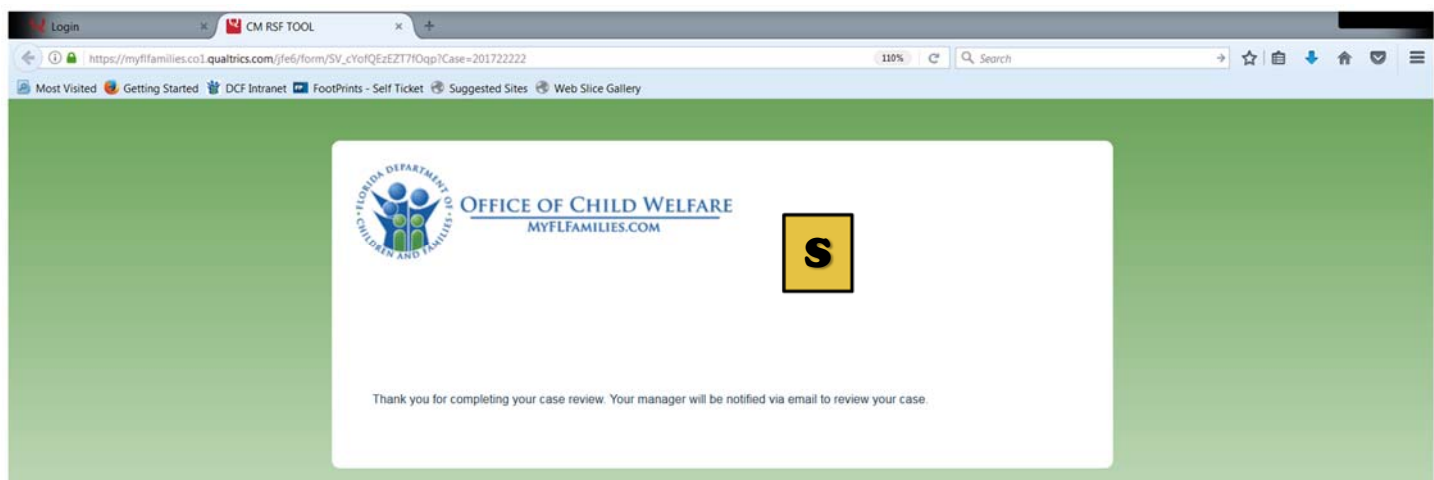 Login
CM RSF TOOL
https://myflfamilies.co1.qualtrics.com/jfe6/form/SV_cYofQEzEZT7fOqp?Case=201722222
110%
Search
Most Visited Getting Started DCF Intranet FootPrints - Self Ticket Suggested Sites Web Slice Gallery
FLORIDA DEPARTMENT OF CHILDREN AND FAMILIES
OFFICE OF CHILD WELFARE
MYFLFAMILIES.COM
S
Thank you for completing your case review. Your manager will be notified via email to review your case.